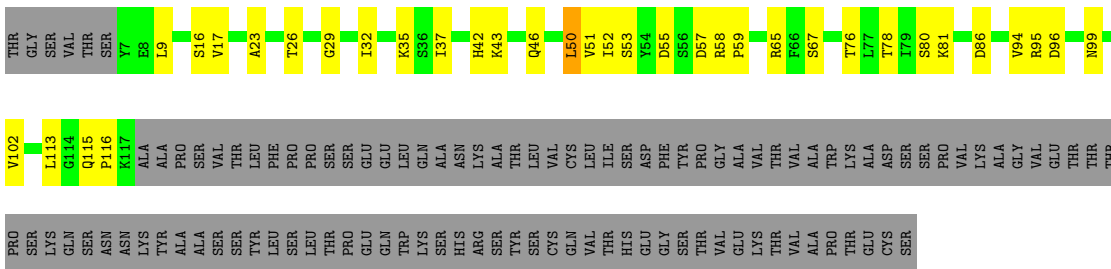 THR GLY SER VAL THR SER Y7 E8 L9 S16 V17 A23 T26 G29 I32 K35 S36 I37 H42 K43 Q46 L50 V51 I52 S53 Y54 D55 S56 D57 R58 P59 R65 F66 S67 T76 L77 T78 I79 S80 K81 D86 V94 R95 D96 N99
V102 L113 G114 Q115 P116 K117 ALA ALA PRO SER VAL THR LEU PHE PRO PRO SER SER GLU GLU LEU GLN ALA ASN LYS ALA THR LEU VAL CYS LEU ILE SER ASP PHE TYR PRO GLY ALA VAL THR VAL ALA TRP LYS ALA ASP SER SER PRO VAL LYS ALA GLY VAL GLU THR THR
PRO SER LYS GLN SER ASN ASN LYS TYR ALA ALA SER SER TYR LEU SER LEU THR PRO GLU GLN TRP LYS SER HIS ARG SER TYR SER CYS GLN VAL THR HIS GLU GLY SER THR VAL GLU LYS THR VAL ALA PRO THR GLU CYS SER